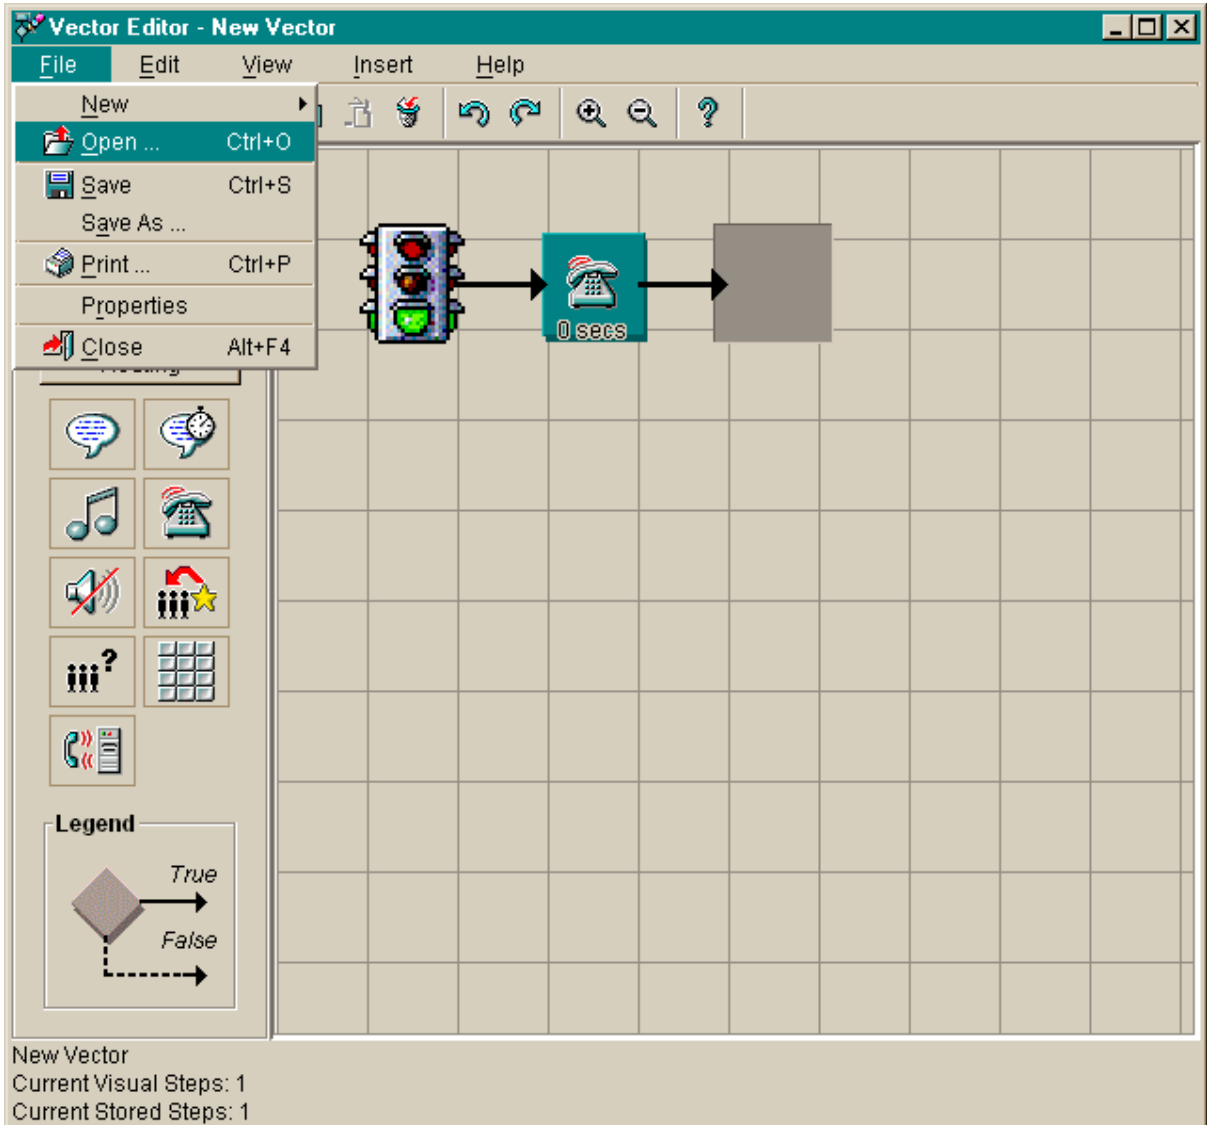 Vector Editor - New Vector
File Edit View Insert Help
New
Open ... Ctrl+O
Save Ctrl+S
Save As ...
Print ... Ctrl+P
Properties
Close Alt+F4
0 secs
?
Legend
True
False
New Vector
Current Visual Steps: 1
Current Stored Steps: 1